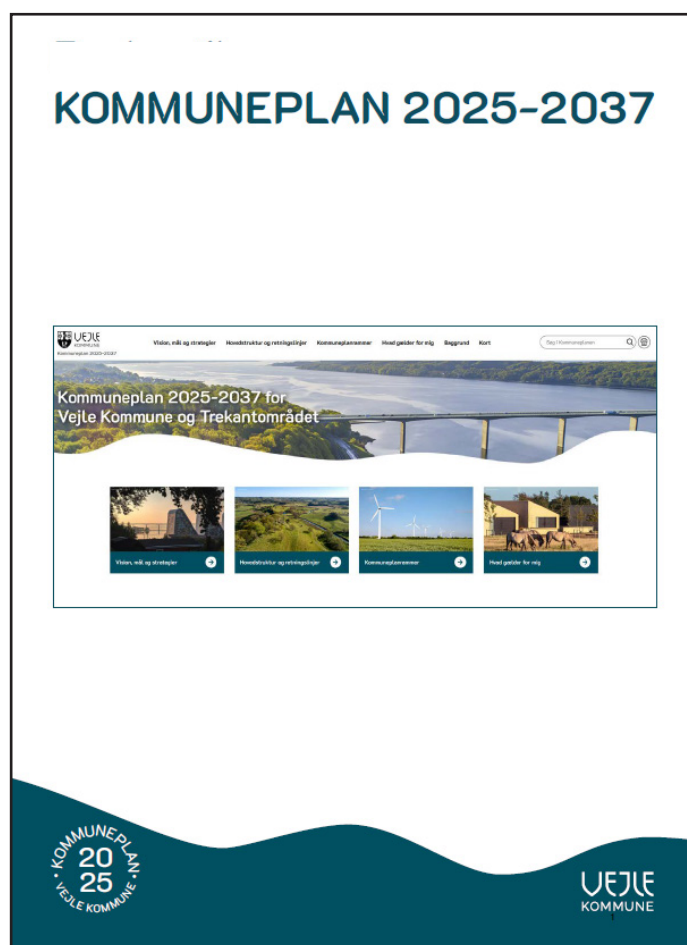 KOMMUNEPLAN 2025-2037
VEJLE
KOMMUNE
Kommuneplan 2025-2037
Vision, mål og strategier
Hovedstruktur og retningslinjer
Kommuneplanrammer
Hvad gælder for mig
Baggrund
Kort
Søg i Kommuneplanen
Kommuneplan 2025-2037 for
Vejle Kommune og Trekantområdet
Vision, mål og strategier
Hovedstruktur og retningslinjer
Kommuneplanrammer
Hvad gælder for mig
KOMMUNEPLAN
20
25
VEJLE KOMMUNE
VEJLE
KOMMUNE
1